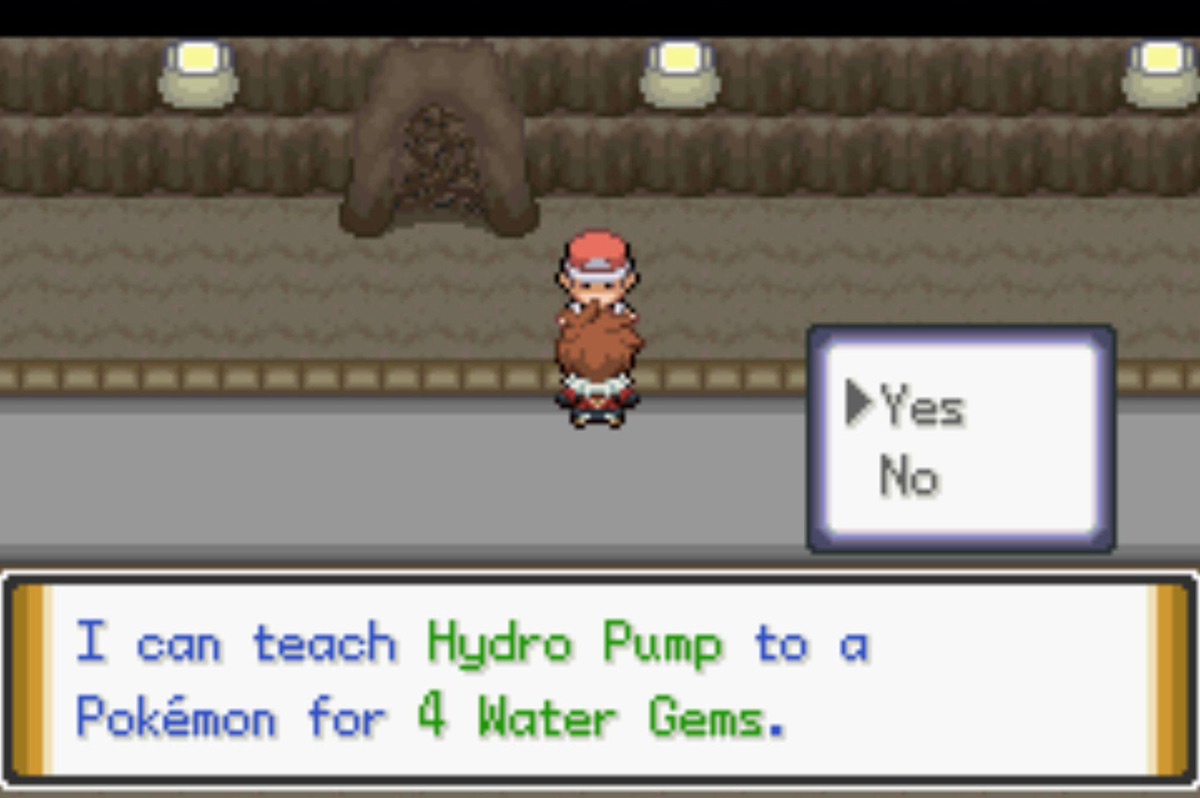 Yes
No
I can teach Hydro Pump to a
Pokémon for 4 Water Gems.